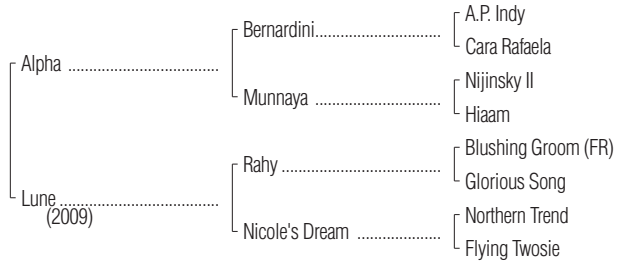 A.P. Indy
Bernardini
Cara Rafaela
Alpha
Nijinsky II
Munnaya
Hiaam
Blushing Groom (FR)
Rahy
Glorious Song
Lune
(2009)
Northern Trend
Nicole's Dream
Flying Twosie